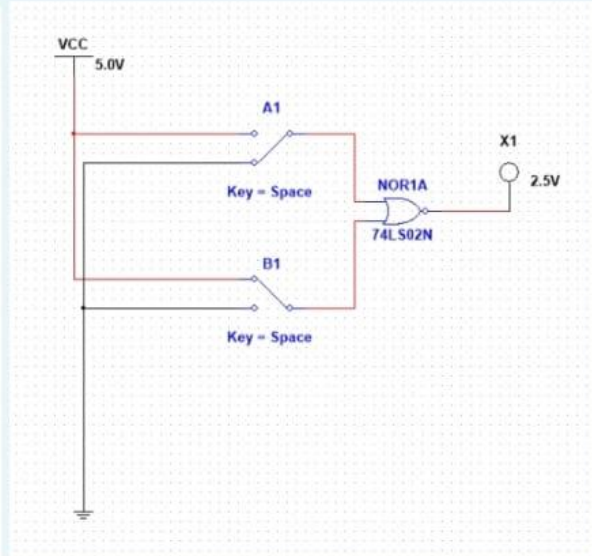 VCC
5.0V
A1
Key = Space
X1
2.5V
NOR1A
74LS02N
B1
Key = Space